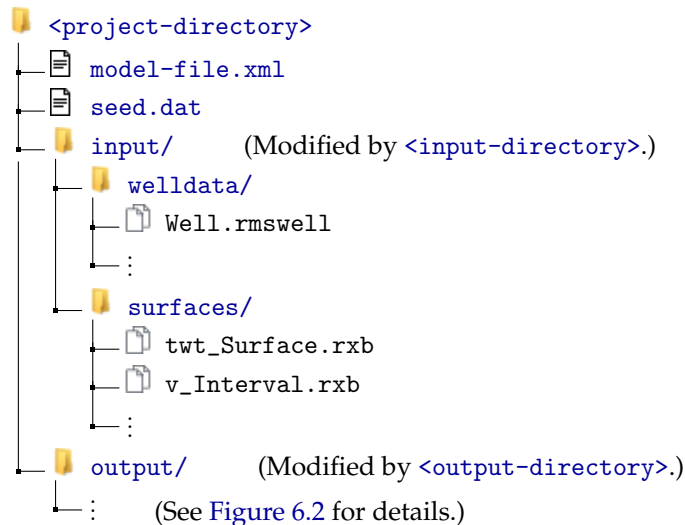 <project-directory>
model-file.xml
seed.dat
input/ (Modified by <input-directory>.)
welldata/
Well.rmswell
⋮
surfaces/
twt_Surface.rxb
v_Interval.rxb
⋮
output/ (Modified by <output-directory>.)
⋮ (See Figure 6.2 for details.)